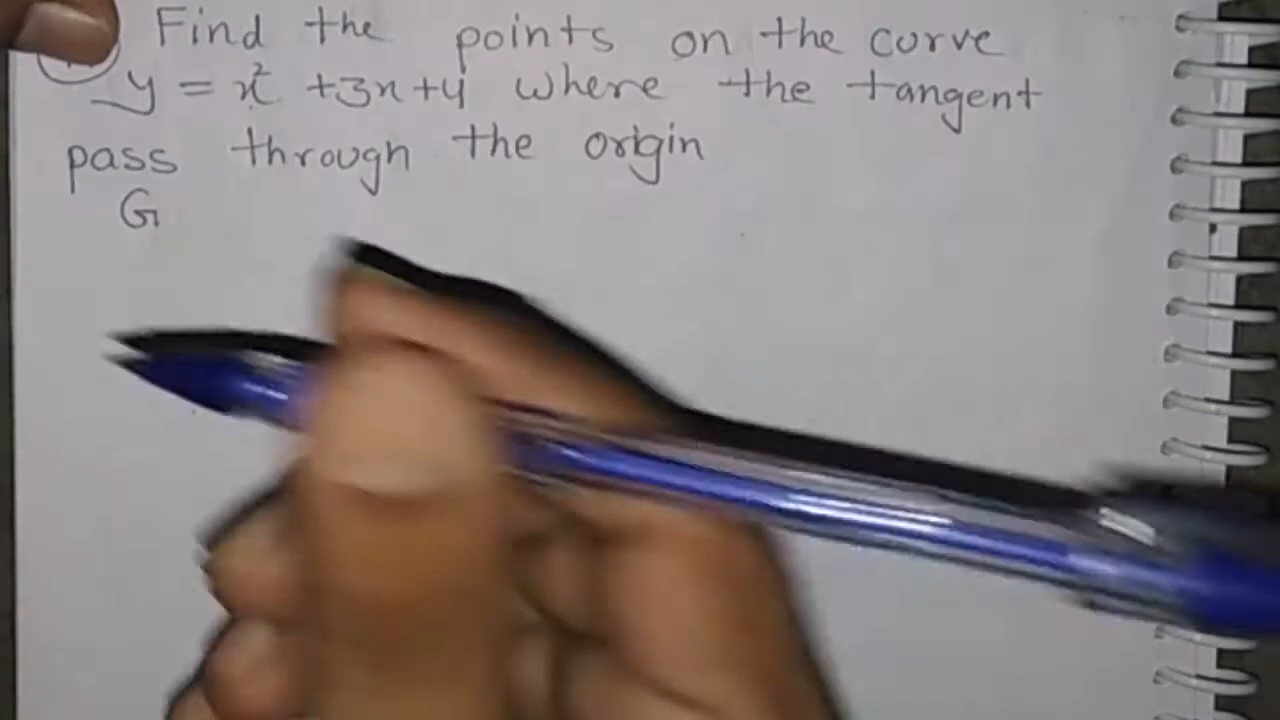 Find the points on the curve
y = x² +3x+4 where the tangent
pass through the origin
G